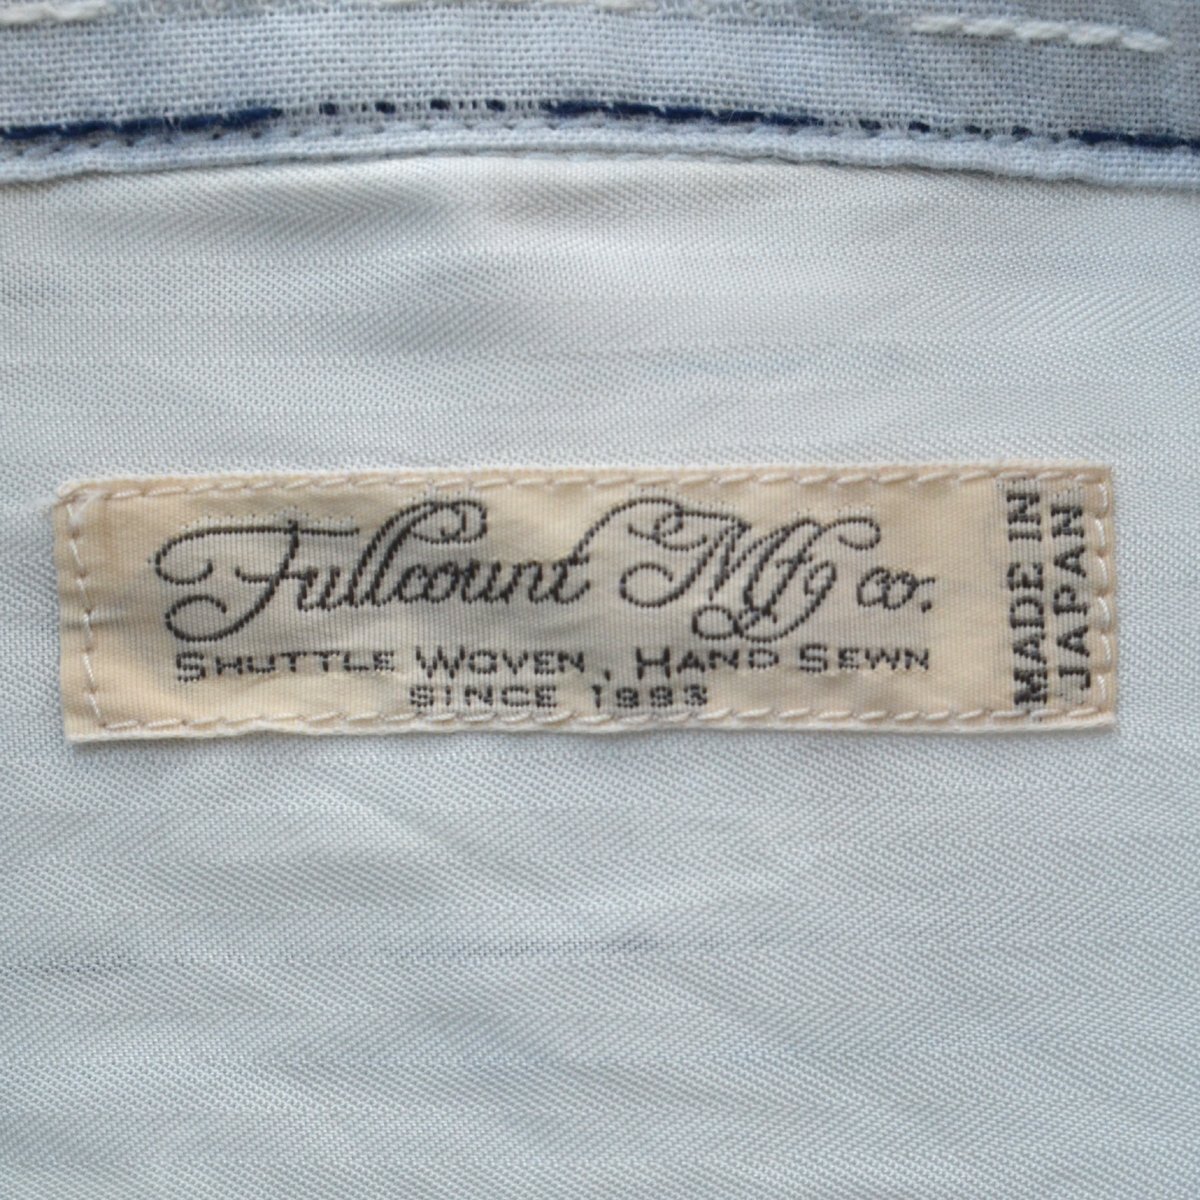 Fullcount Mfg co.
SHUTTLE WOVEN, HAND SEWN
SINCE 1993
MADE IN
JAPAN